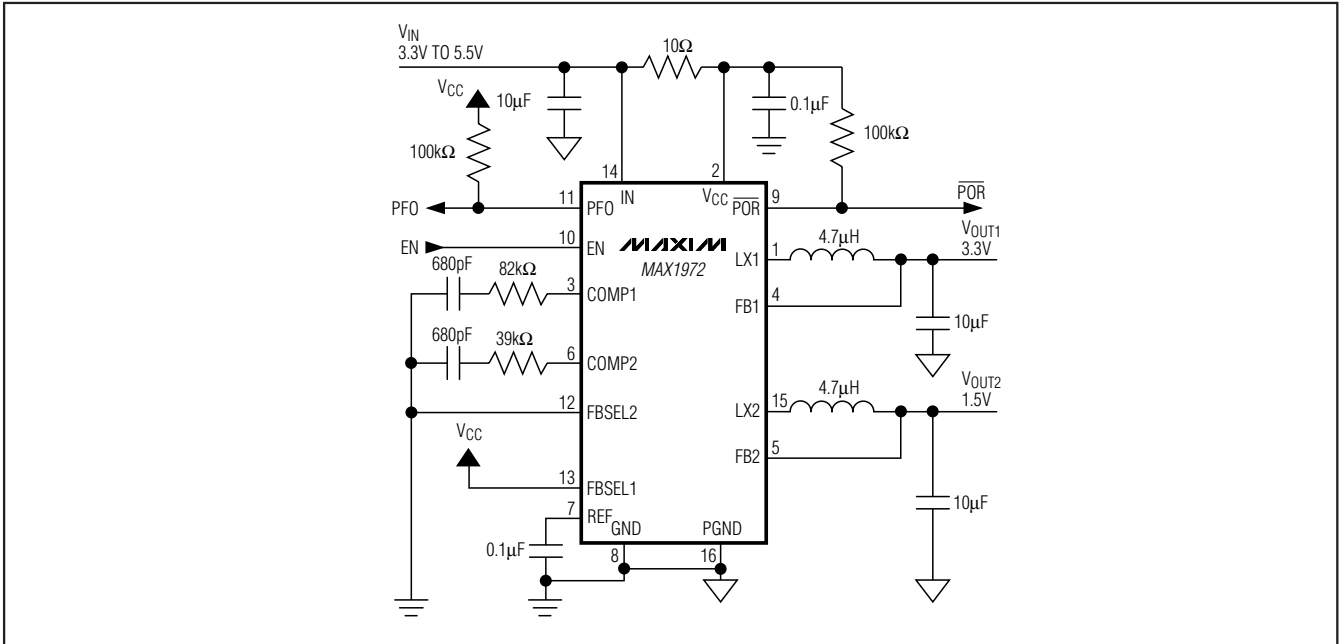 V_IN
3.3V TO 5.5V
10Ω
V_CC
10µF
0.1µF
100kΩ
100kΩ
14
2
IN
V_CC
PFO
11
PFO
P̅O̅R̅
9
P̅O̅R̅
EN
10
EN
MAXIM
MAX1972
LX1
1
4.7µH
V_OUT1
3.3V
680pF
82kΩ
3
COMP1
FB1
4
10µF
680pF
39kΩ
6
COMP2
4.7µH
V_OUT2
1.5V
LX2
15
12
FBSEL2
V_CC
FB2
5
13
FBSEL1
10µF
7
REF
GND
PGND
0.1µF
8
16